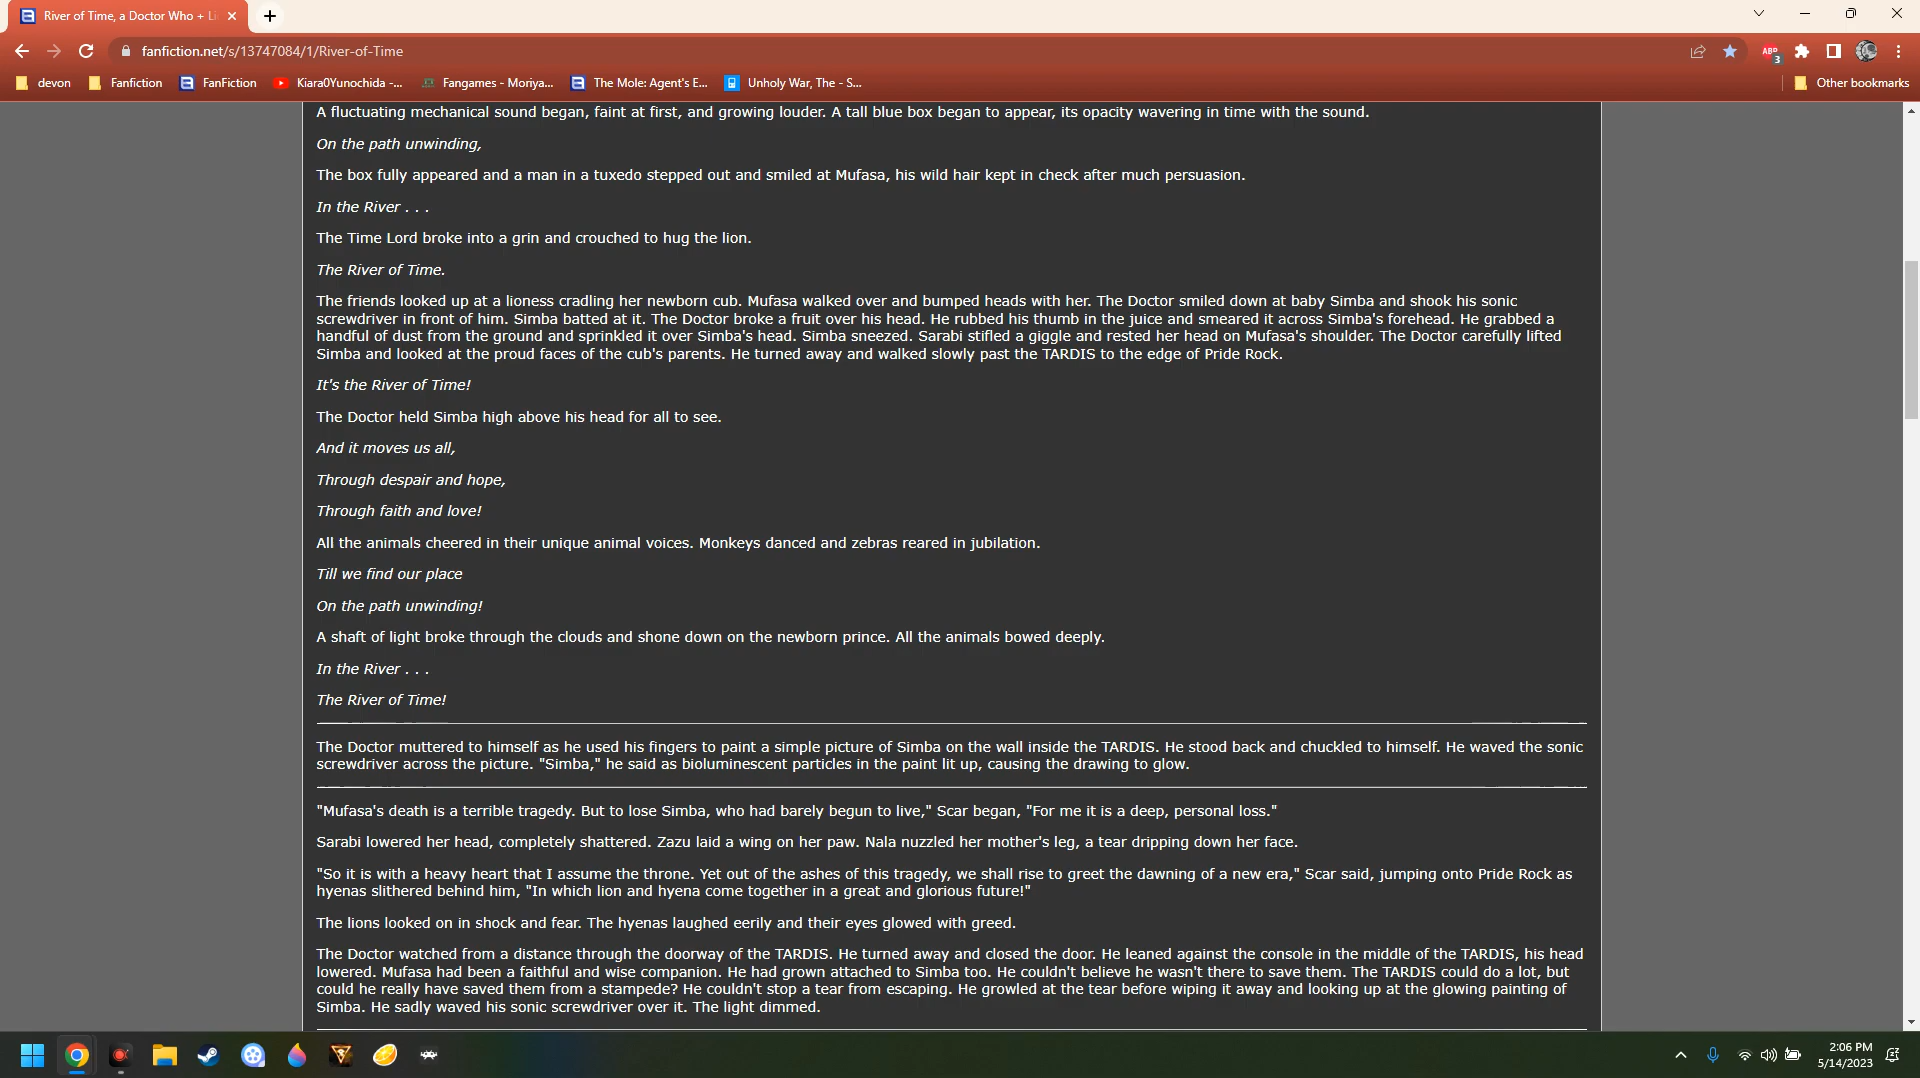 River of Time, a Doctor Who + Li
fanfiction.net/s/13747084/1/River-of-Time
ABP
3
devon
Fanfiction
FanFiction
Kiara0Yunochida -...
Fangames - Moriya...
The Mole: Agent's E...
Unholy War, The - S...
Other bookmarks
A fluctuating mechanical sound began, faint at first, and growing louder. A tall blue box began to appear, its opacity wavering in time with the sound.
On the path unwinding,
The box fully appeared and a man in a tuxedo stepped out and smiled at Mufasa, his wild hair kept in check after much persuasion.
In the River . . .
The Time Lord broke into a grin and crouched to hug the lion.
The River of Time.
The friends looked up at a lioness cradling her newborn cub. Mufasa walked over and bumped heads with her. The Doctor smiled down at baby Simba and shook his sonic
screwdriver in front of him. Simba batted at it. The Doctor broke a fruit over his head. He rubbed his thumb in the juice and smeared it across Simba's forehead. He grabbed a
handful of dust from the ground and sprinkled it over Simba's head. Simba sneezed. Sarabi stifled a giggle and rested her head on Mufasa's shoulder. The Doctor carefully lifted
Simba and looked at the proud faces of the cub's parents. He turned away and walked slowly past the TARDIS to the edge of Pride Rock.
It's the River of Time!
The Doctor held Simba high above his head for all to see.
And it moves us all,
Through despair and hope,
Through faith and love!
All the animals cheered in their unique animal voices. Monkeys danced and zebras reared in jubilation.
Till we find our place
On the path unwinding!
A shaft of light broke through the clouds and shone down on the newborn prince. All the animals bowed deeply.
In the River . . .
The River of Time!
The Doctor muttered to himself as he used his fingers to paint a simple picture of Simba on the wall inside the TARDIS. He stood back and chuckled to himself. He waved the sonic
screwdriver across the picture. "Simba," he said as bioluminescent particles in the paint lit up, causing the drawing to glow.
"Mufasa's death is a terrible tragedy. But to lose Simba, who had barely begun to live," Scar began, "For me it is a deep, personal loss."
Sarabi lowered her head, completely shattered. Zazu laid a wing on her paw. Nala nuzzled her mother's leg, a tear dripping down her face.
"So it is with a heavy heart that I assume the throne. Yet out of the ashes of this tragedy, we shall rise to greet the dawning of a new era," Scar said, jumping onto Pride Rock as
hyenas slithered behind him, "In which lion and hyena come together in a great and glorious future!"
The lions looked on in shock and fear. The hyenas laughed eerily and their eyes glowed with greed.
The Doctor watched from a distance through the doorway of the TARDIS. He turned away and closed the door. He leaned against the console in the middle of the TARDIS, his head
lowered. Mufasa had been a faithful and wise companion. He had grown attached to Simba too. He couldn't believe he wasn't there to save them. The TARDIS could do a lot, but
could he really have saved them from a stampede? He couldn't stop a tear from escaping. He growled at the tear before wiping it away and looking up at the glowing painting of
Simba. He sadly waved his sonic screwdriver over it. The light dimmed.
2:06 PM
5/14/2023